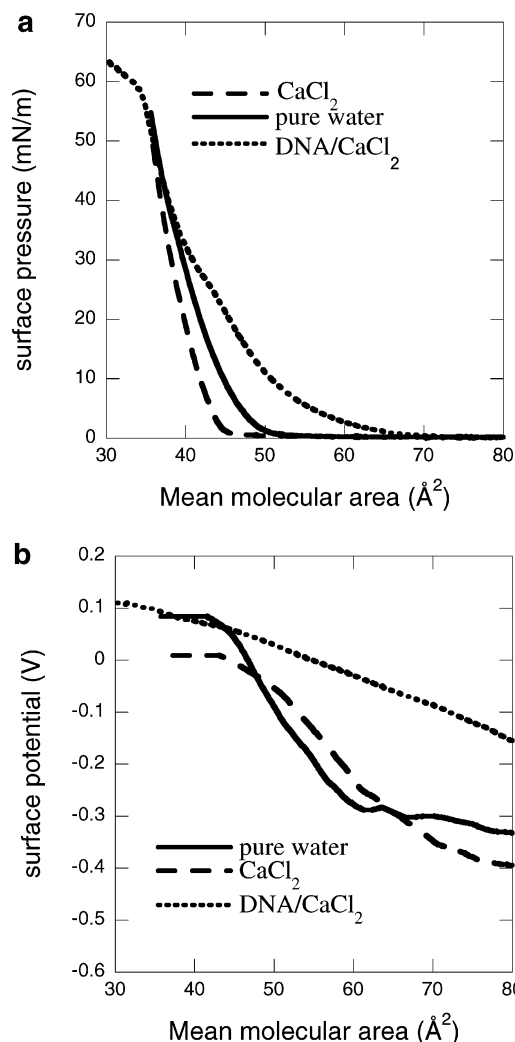 a
70
60
50
40
30
20
10
0
surface pressure (mN/m)
CaCl₂
pure water
DNA/CaCl₂
30 40 50 60 70 80
Mean molecular area (Å²)
b
0.2
0.1
0
-0.1
-0.2
-0.3
-0.4
-0.5
-0.6
surface potential (V)
pure water
CaCl₂
DNA/CaCl₂
30 40 50 60 70 80
Mean molecular area (Å²)